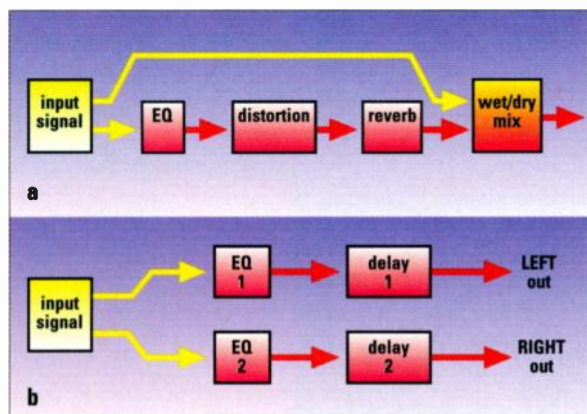 input
signal
EQ
distortion
reverb
wet/dry
mix
a
input
signal
EQ
1
delay
1
LEFT
out
EQ
2
delay
2
RIGHT
out
b